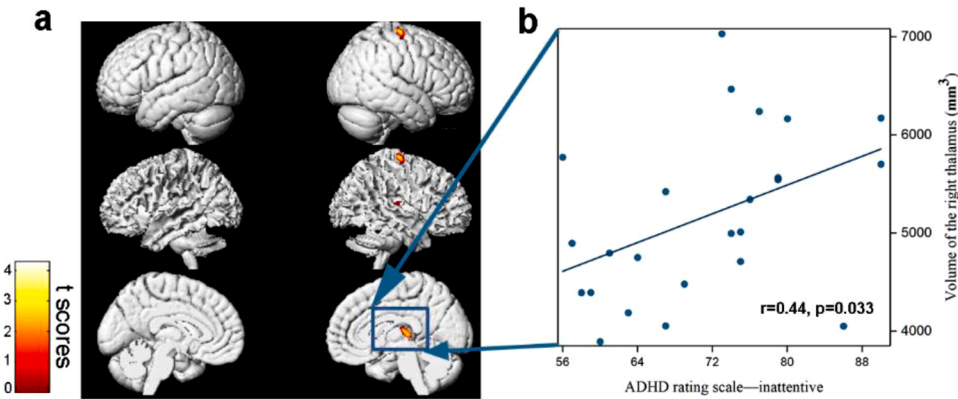 a
b
4
3
2
1
0
t scores
7000
6000
5000
4000
Volume of the right thalamus (mm3)
r=0.44, p=0.033
56 64 72 80 88
ADHD rating scale—inattentive